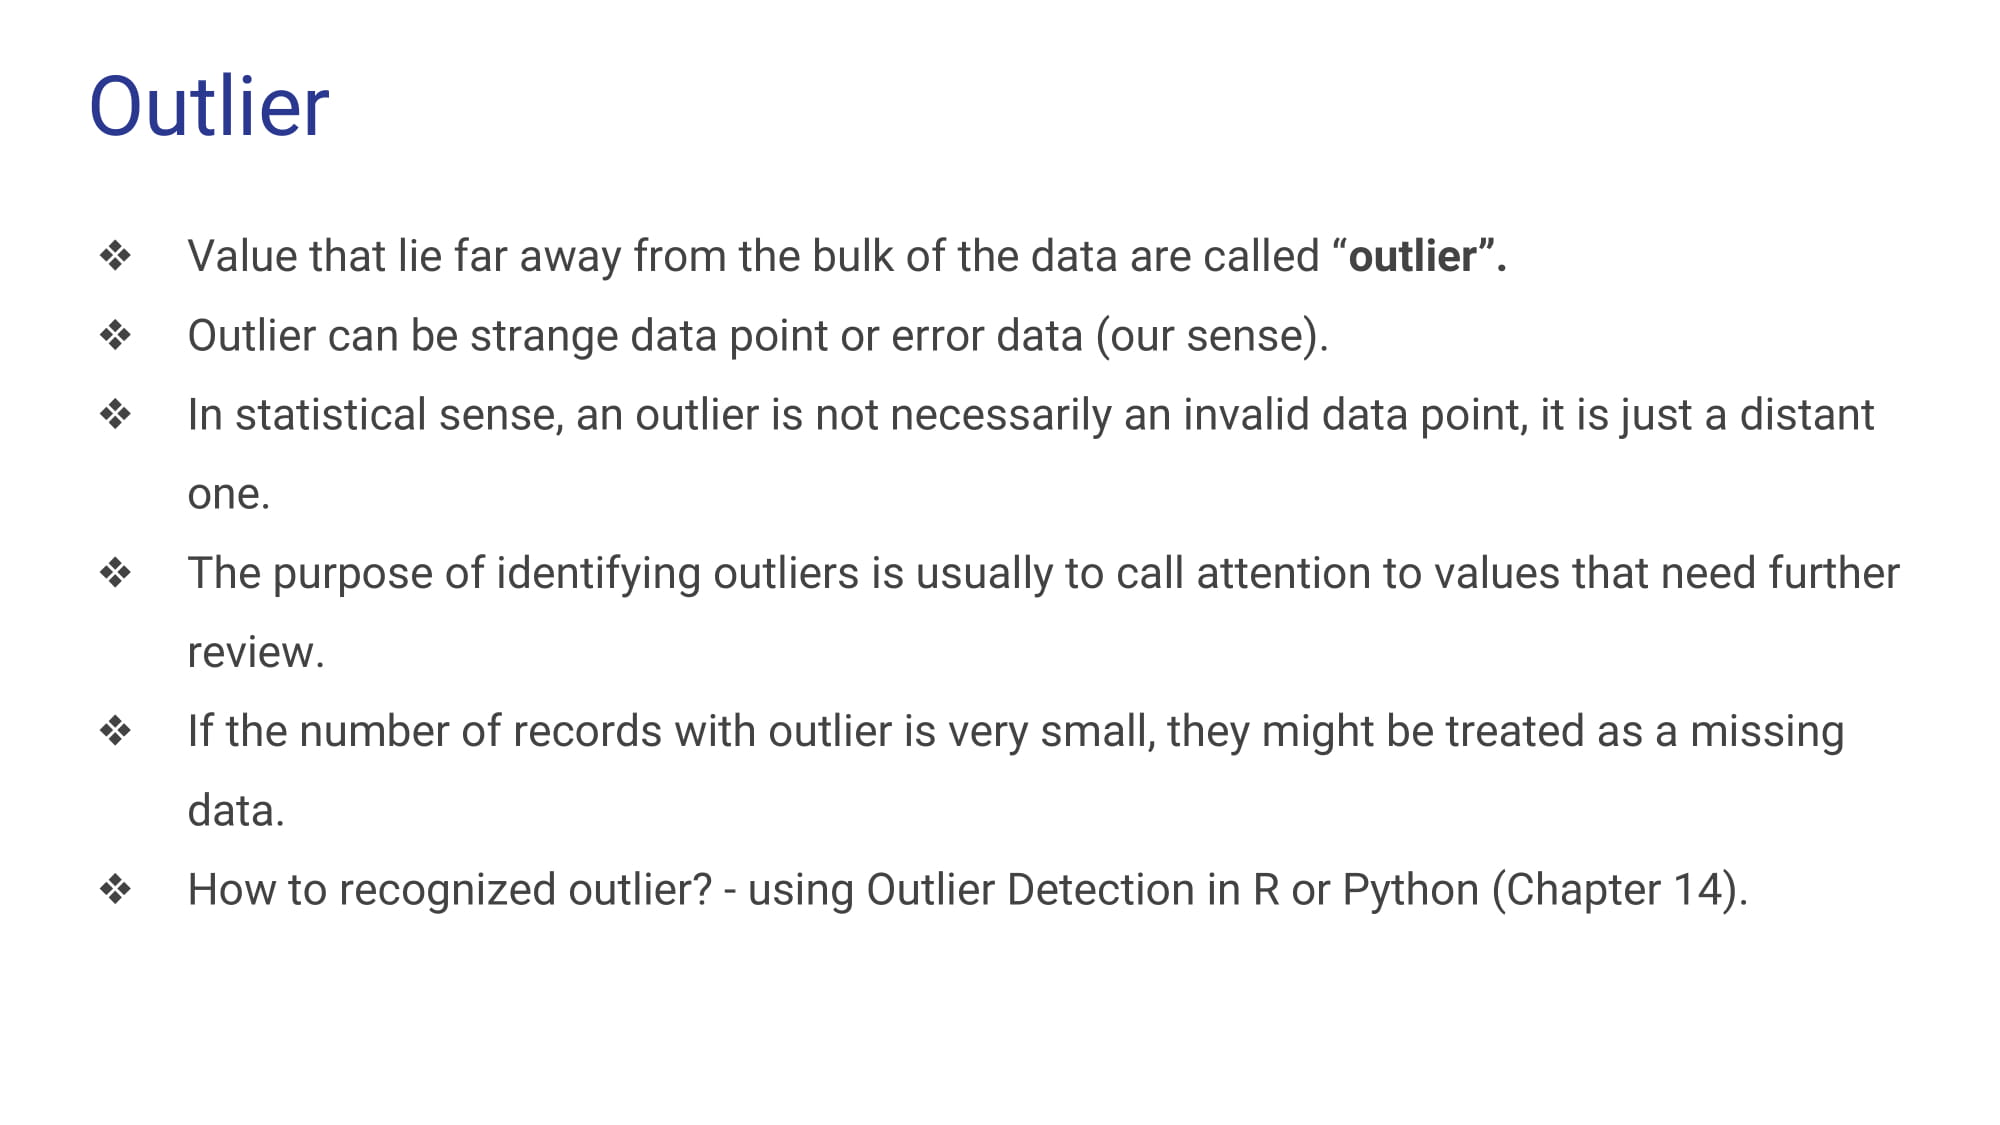 Outlier
❖ Value that lie far away from the bulk of the data are called “outlier”.
❖ Outlier can be strange data point or error data (our sense).
❖ In statistical sense, an outlier is not necessarily an invalid data point, it is just a distant
one.
❖ The purpose of identifying outliers is usually to call attention to values that need further
review.
❖ If the number of records with outlier is very small, they might be treated as a missing
data.
❖ How to recognized outlier? - using Outlier Detection in R or Python (Chapter 14).